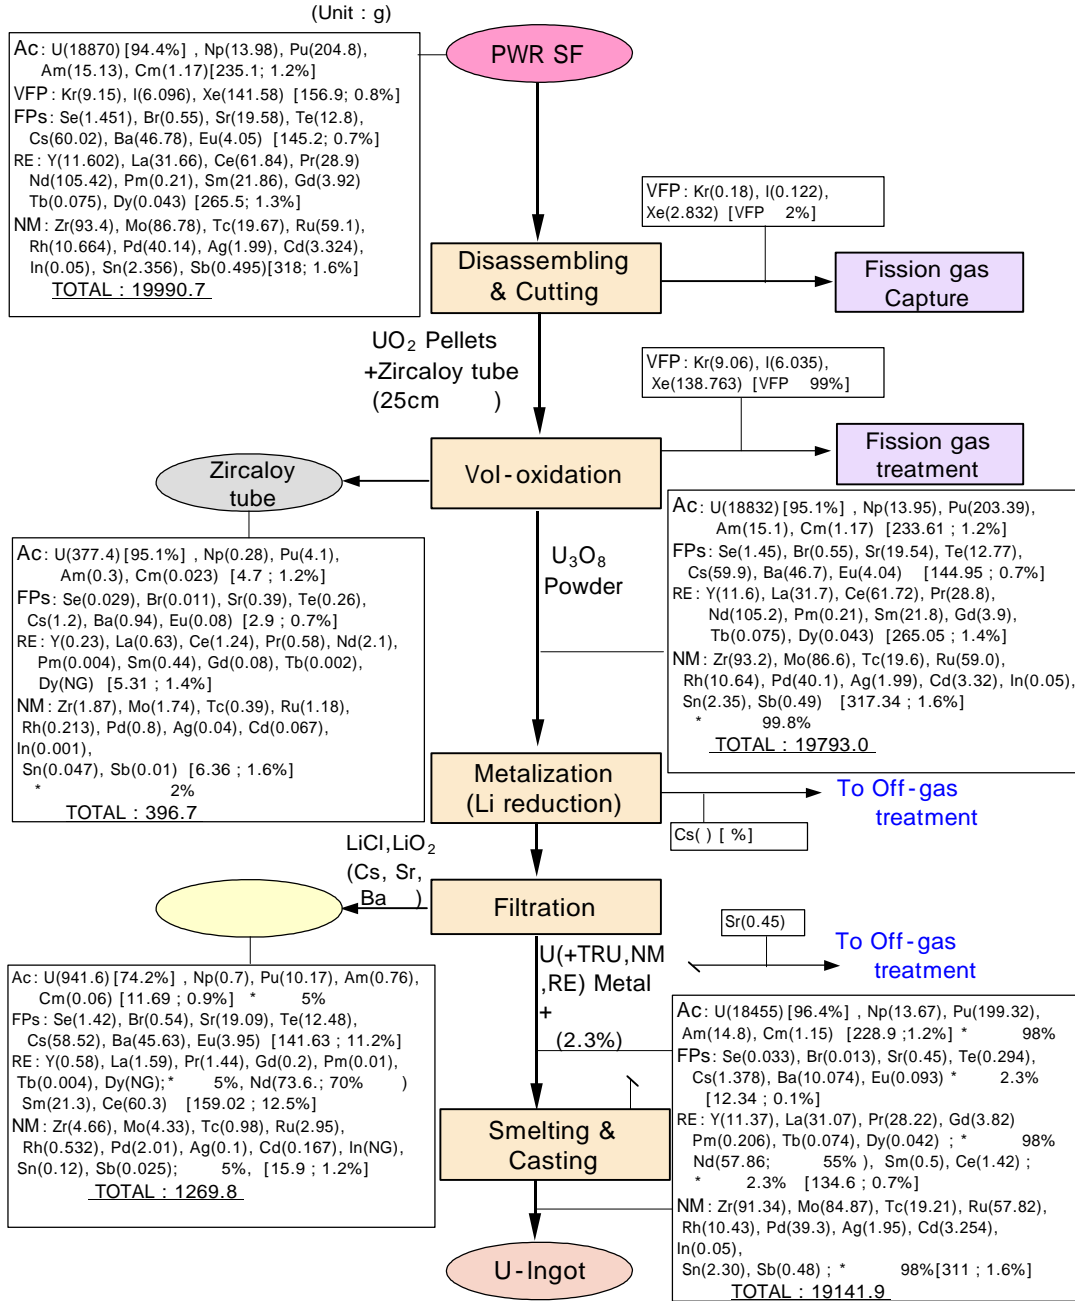 (Unit : g)
Ac: U(18870) [94.4%] , Np(13.98), Pu(204.8),
Am(15.13), Cm(1.17)[235.1; 1.2%]
VFP: Kr(9.15), I(6.096), Xe(141.58) [156.9; 0.8%]
FPs: Se(1.451), Br(0.55), Sr(19.58), Te(12.8),
Cs(60.02), Ba(46.78), Eu(4.05) [145.2; 0.7%]
RE: Y(11.602), La(31.66), Ce(61.84), Pr(28.9)
Nd(105.42), Pm(0.21), Sm(21.86), Gd(3.92)
Tb(0.075), Dy(0.043) [265.5; 1.3%]
NM: Zr(93.4), Mo(86.78), Tc(19.67), Ru(59.1),
Rh(10.664), Pd(40.14), Ag(1.99), Cd(3.324),
In(0.05), Sn(2.356), Sb(0.495)[318; 1.6%]
TOTAL : 19990.7
PWR SF
VFP: Kr(0.18), I(0.122),
Xe(2.832) [VFP 2%]
Disassembling
& Cutting
Fission gas
Capture
UO₂ Pellets
+Zircaloy tube
(25cm )
VFP: Kr(9.06), I(6.035),
Xe(138.763) [VFP 99%]
Zircaloy
tube
Vol-oxidation
Fission gas
treatment
Ac: U(377.4) [95.1%] , Np(0.28), Pu(4.1),
Am(0.3), Cm(0.023) [4.7 ; 1.2%]
FPs: Se(0.029), Br(0.011), Sr(0.39), Te(0.26),
Cs(1.2), Ba(0.94), Eu(0.08) [2.9 ; 0.7%]
RE: Y(0.23), La(0.63), Ce(1.24), Pr(0.58), Nd(2.1),
Pm(0.004), Sm(0.44), Gd(0.08), Tb(0.002),
Dy(NG) [5.31 ; 1.4%]
NM: Zr(1.87), Mo(1.74), Tc(0.39), Ru(1.18),
Rh(0.213), Pd(0.8), Ag(0.04), Cd(0.067),
In(0.001),
Sn(0.047), Sb(0.01) [6.36 ; 1.6%]
* 2%
TOTAL : 396.7
U₃O₈
Powder
Ac: U(18832) [95.1%] , Np(13.95), Pu(203.39),
Am(15.1), Cm(1.17) [233.61 ; 1.2%]
FPs: Se(1.45), Br(0.55), Sr(19.54), Te(12.77),
Cs(59.9), Ba(46.7), Eu(4.04) [144.95 ; 0.7%]
RE: Y(11.6), La(31.7), Ce(61.72), Pr(28.8),
Nd(105.2), Pm(0.21), Sm(21.8), Gd(3.9),
Tb(0.075), Dy(0.043) [265.05 ; 1.4%]
NM: Zr(93.2), Mo(86.6), Tc(19.6), Ru(59.0),
Rh(10.64), Pd(40.1), Ag(1.99), Cd(3.32), In(0.05),
Sn(2.35), Sb(0.49) [317.34 ; 1.6%]
* 99.8%
TOTAL : 19793.0
Metalization
(Li reduction)
To Off-gas
treatment
Cs( ) [ %]
LiCl,LiO₂
(Cs, Sr,
Ba )
Filtration
Sr(0.45)
To Off-gas
treatment
U(+TRU,NM
,RE) Metal
+
(2.3%)
Ac: U(941.6) [74.2%] , Np(0.7), Pu(10.17), Am(0.76),
Cm(0.06) [11.69 ; 0.9%] * 5%
FPs: Se(1.42), Br(0.54), Sr(19.09), Te(12.48),
Cs(58.52), Ba(45.63), Eu(3.95) [141.63 ; 11.2%]
RE: Y(0.58), La(1.59), Pr(1.44), Gd(0.2), Pm(0.01),
Tb(0.004), Dy(NG);* 5%, Nd(73.6.; 70% )
Sm(21.3), Ce(60.3) [159.02 ; 12.5%]
NM: Zr(4.66), Mo(4.33), Tc(0.98), Ru(2.95),
Rh(0.532), Pd(2.01), Ag(0.1), Cd(0.167), In(NG),
Sn(0.12), Sb(0.025); 5%, [15.9 ; 1.2%]
TOTAL : 1269.8
Ac: U(18455) [96.4%] , Np(13.67), Pu(199.32),
Am(14.8), Cm(1.15) [228.9 ;1.2%] * 98%
FPs: Se(0.033), Br(0.013), Sr(0.45), Te(0.294),
Cs(1.378), Ba(10.074), Eu(0.093) * 2.3%
[12.34 ; 0.1%]
RE: Y(11.37), La(31.07), Pr(28.22), Gd(3.82)
Pm(0.206), Tb(0.074), Dy(0.042) ; * 98%
Nd(57.86; 55% ), Sm(0.5), Ce(1.42) ;
* 2.3% [134.6 ; 0.7%]
NM: Zr(91.34), Mo(84.87), Tc(19.21), Ru(57.82),
Rh(10.43), Pd(39.3), Ag(1.95), Cd(3.254),
In(0.05),
Sn(2.30), Sb(0.48) ; * 98%[311 ; 1.6%]
TOTAL : 19141.9
Smelting &
Casting
U-Ingot